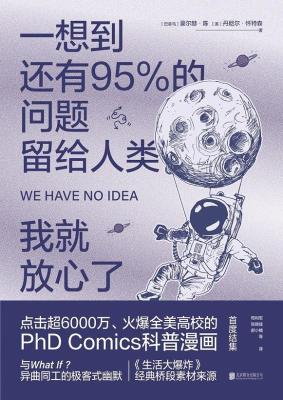 [巴拿马] 豪尔赫·陈 [美] 丹尼尔·怀特森
著
一想到
还有95%的
问题
留给人类，
WE HAVE NO IDEA
我就
放心了
点击超6000万、火爆全美高校的
PhD Comics科普漫画
首度结集
与What If？
异曲同工的极客式幽默
《生活大爆炸》
经典桥段素材来源
译